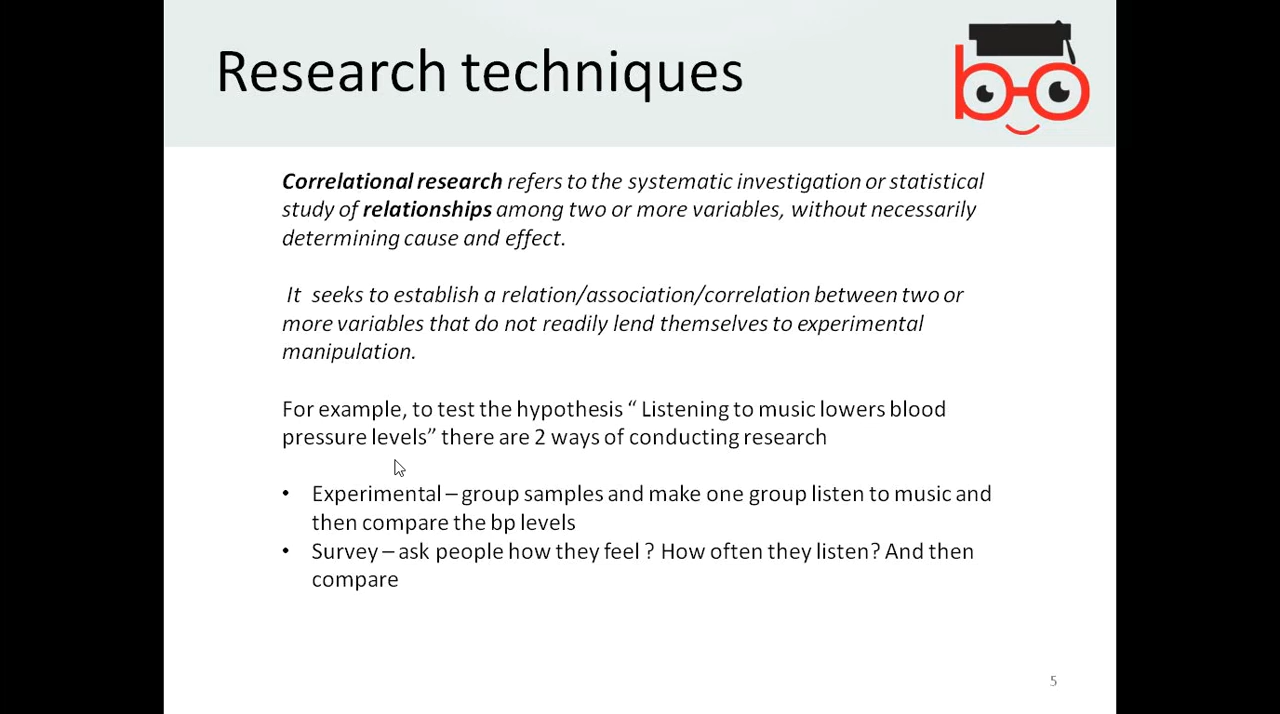 Research techniques
Correlational research refers to the systematic investigation or statistical
study of relationships among two or more variables, without necessarily
determining cause and effect.
It seeks to establish a relation/association/correlation between two or
more variables that do not readily lend themselves to experimental
manipulation.
For example, to test the hypothesis “ Listening to music lowers blood
pressure levels” there are 2 ways of conducting research
• Experimental – group samples and make one group listen to music and
then compare the bp levels
• Survey – ask people how they feel ? How often they listen? And then
compare
5